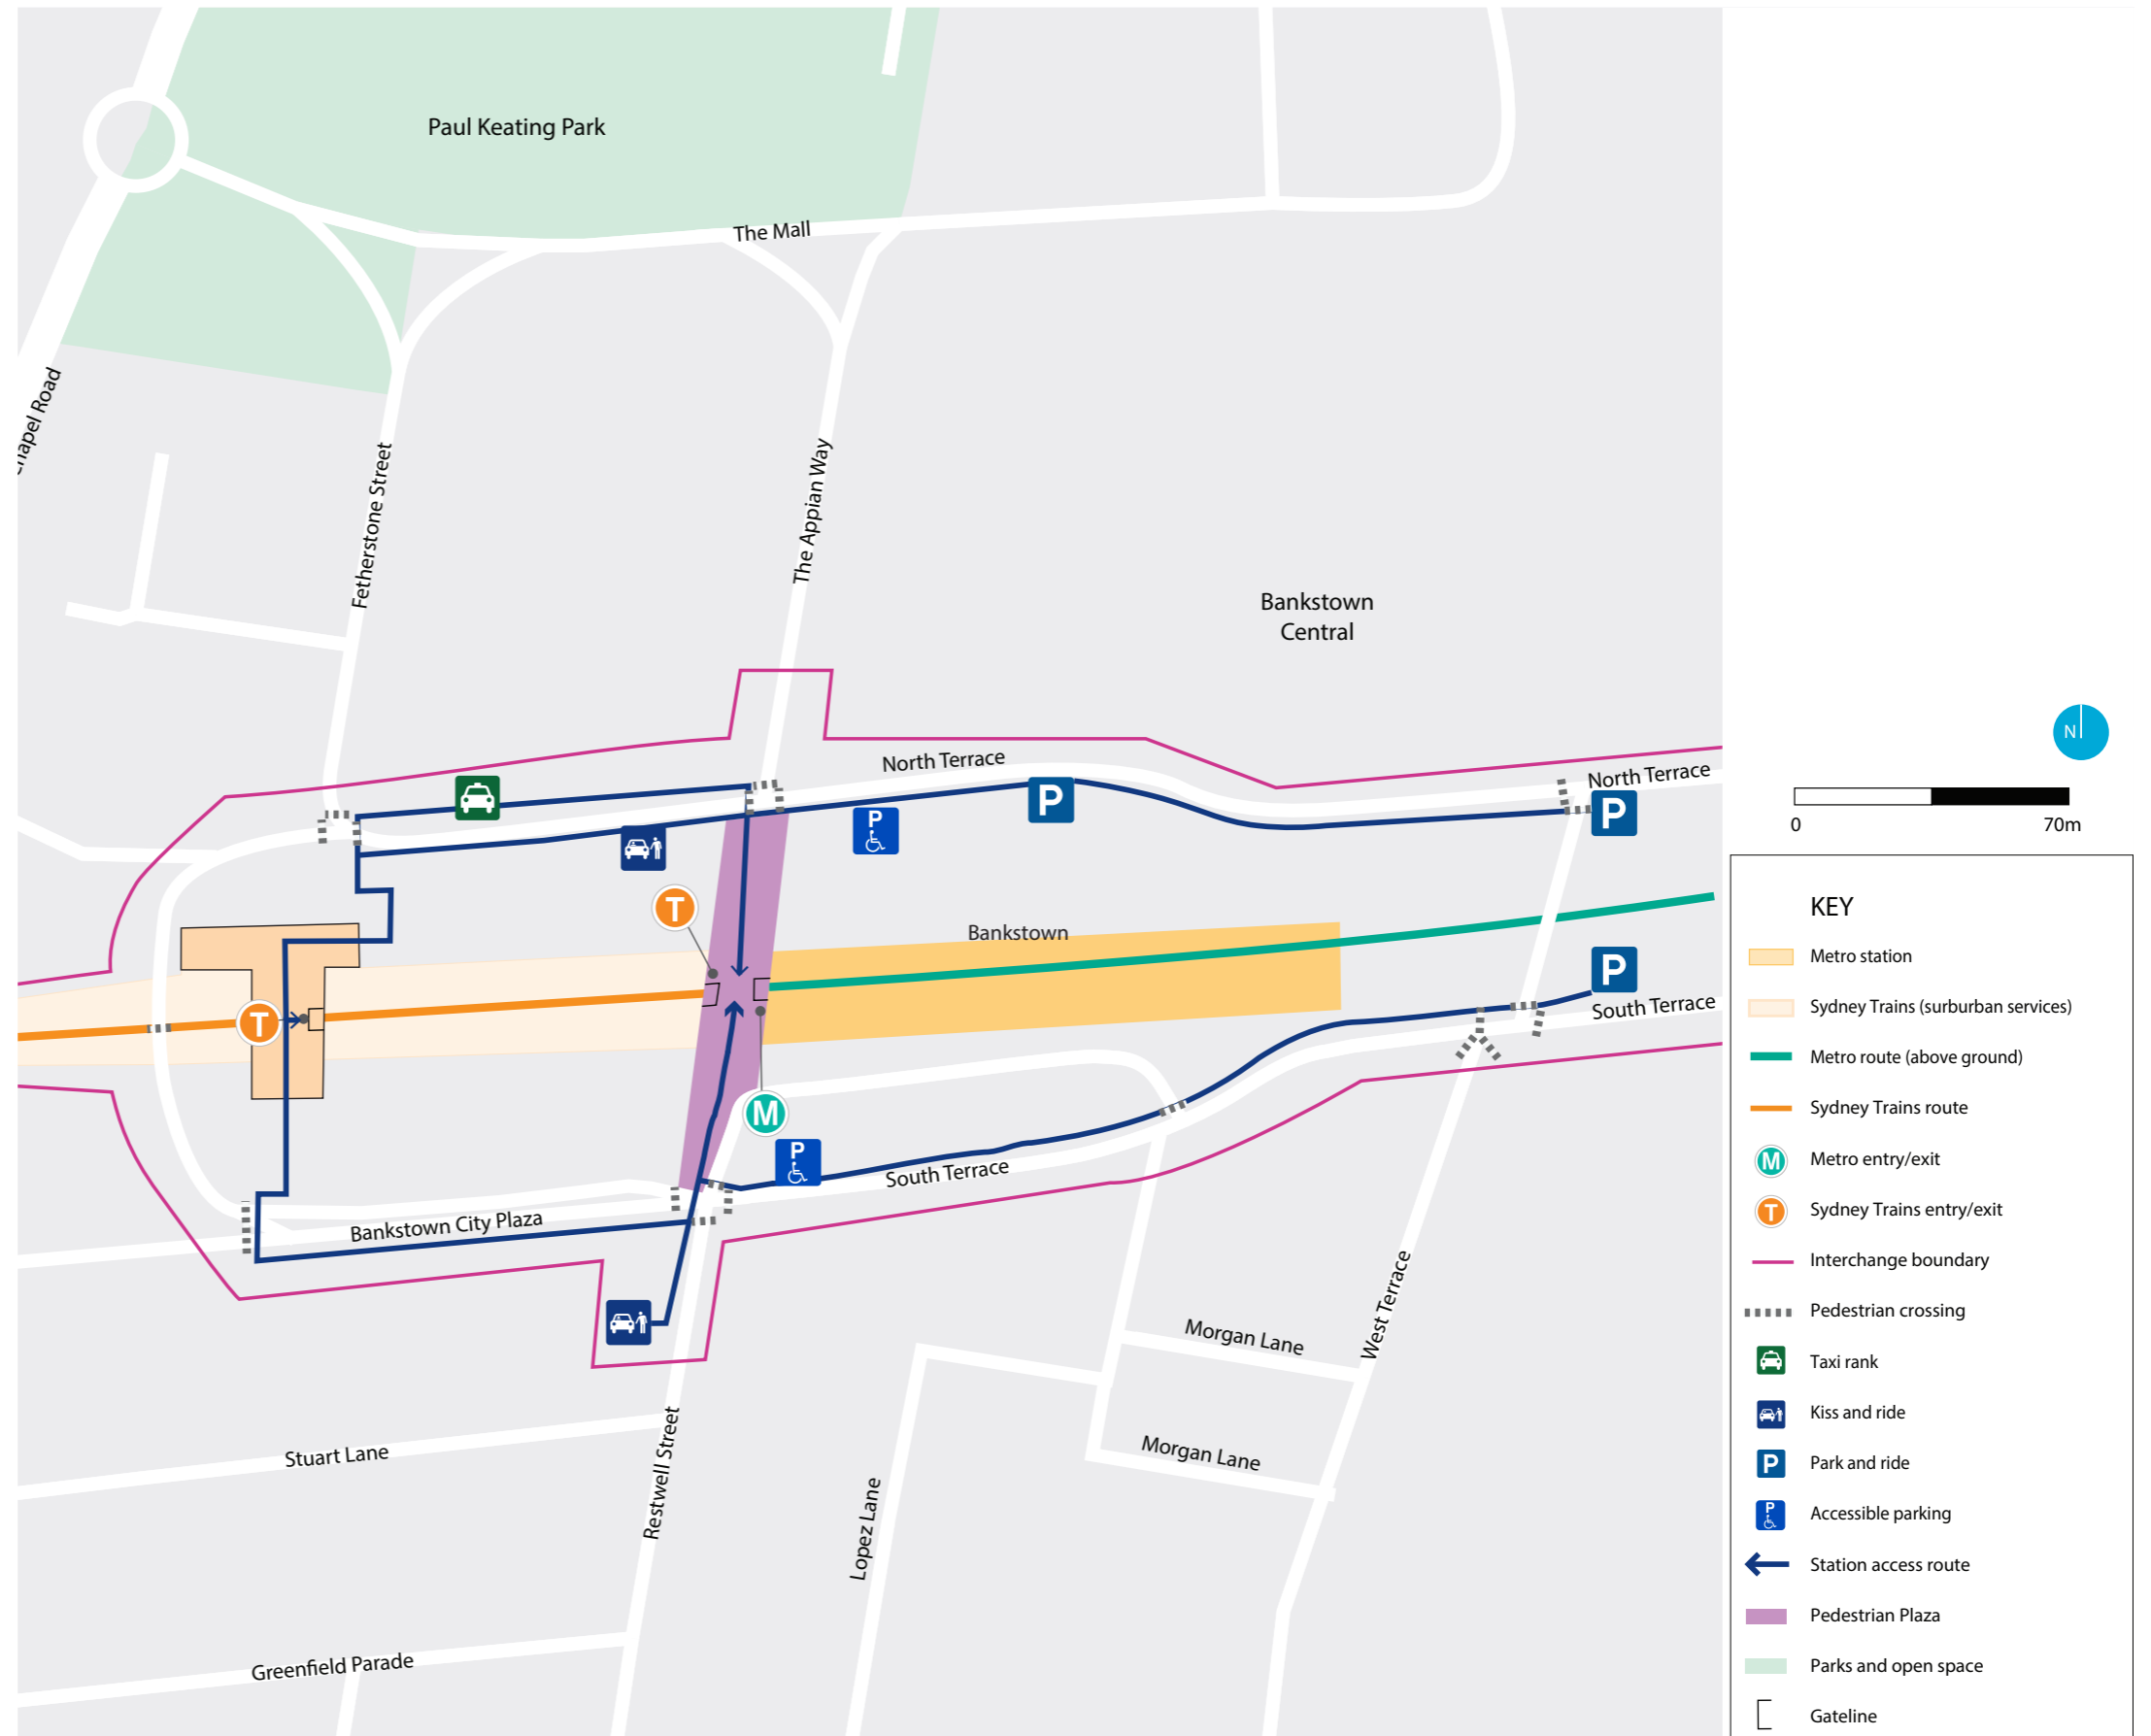 Paul Keating Park
The Mall
Road
Fetherstone Street
The Appian Way
Bankstown
Central
North Terrace
North Terrace
P
P
P
T
Bankstown
P
T
South Terrace
M
P
South Terrace
Bankstown City Plaza
West Terrace
Morgan Lane
Morgan Lane
Stuart Lane
Restwell Street
Lopez Lane
Greenfield Parade
N
0 70m
KEY
Metro station
Sydney Trains (surburban services)
Metro route (above ground)
Sydney Trains route
M Metro entry/exit
T Sydney Trains entry/exit
Interchange boundary
Pedestrian crossing
Taxi rank
Kiss and ride
P Park and ride
P Accessible parking
Station access route
Pedestrian Plaza
Parks and open space
Gateline